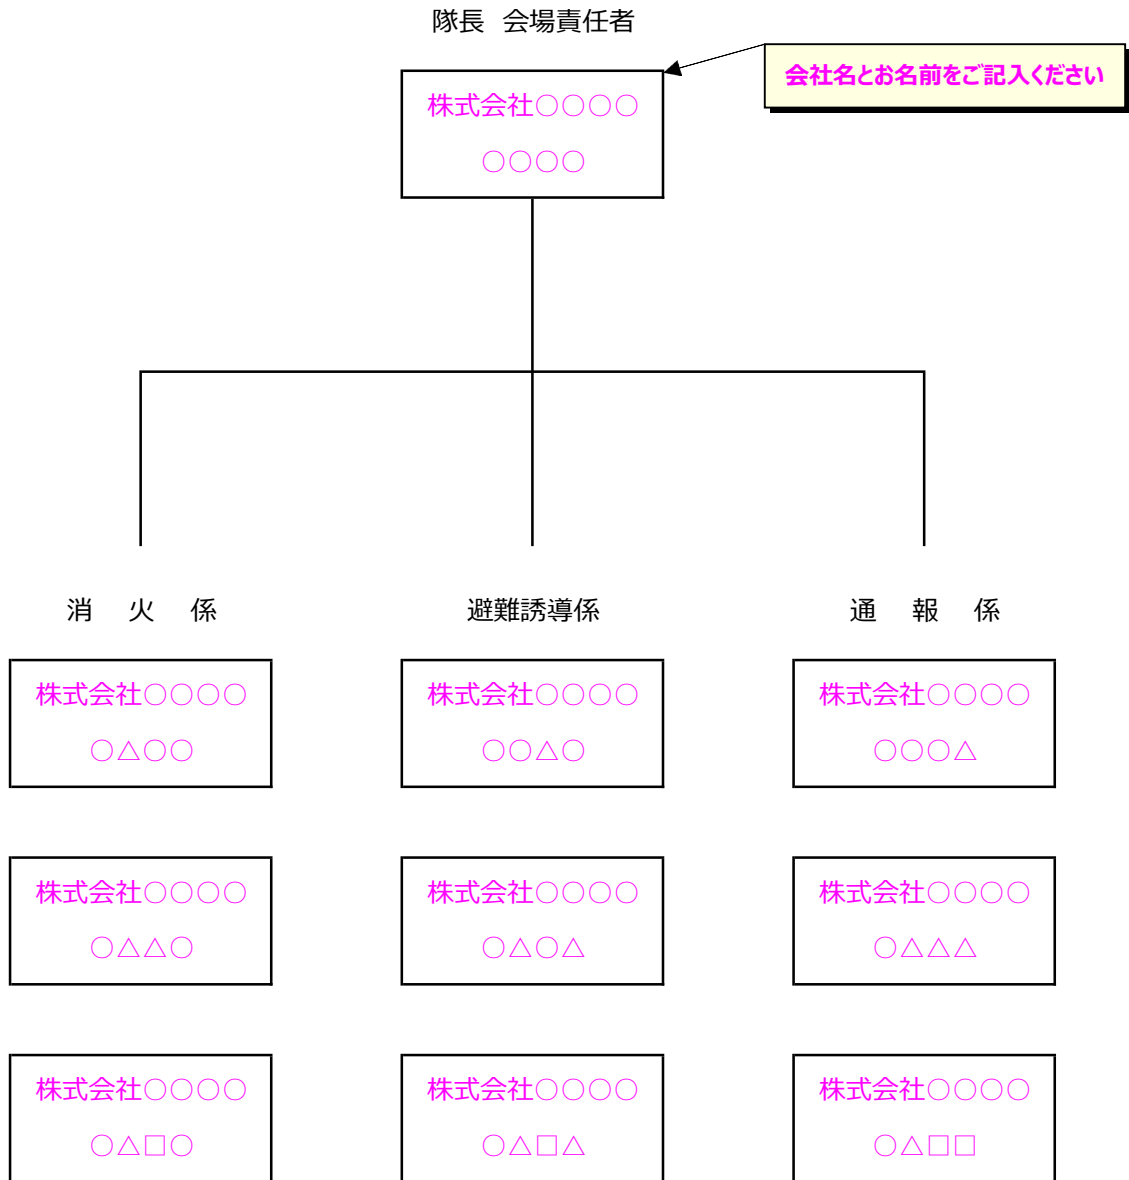 隊長 会場責任者
会社名とお名前をご記入ください
株式会社○○○○
○○○○
消 火 係
避難誘導係
通 報 係
株式会社○○○○
○△○○
株式会社○○○○
○○△○
株式会社○○○○
○○○△
株式会社○○○○
○△△○
株式会社○○○○
○△○△
株式会社○○○○
○△△△
株式会社○○○○
○△□○
株式会社○○○○
○△□△
株式会社○○○○
○△□□